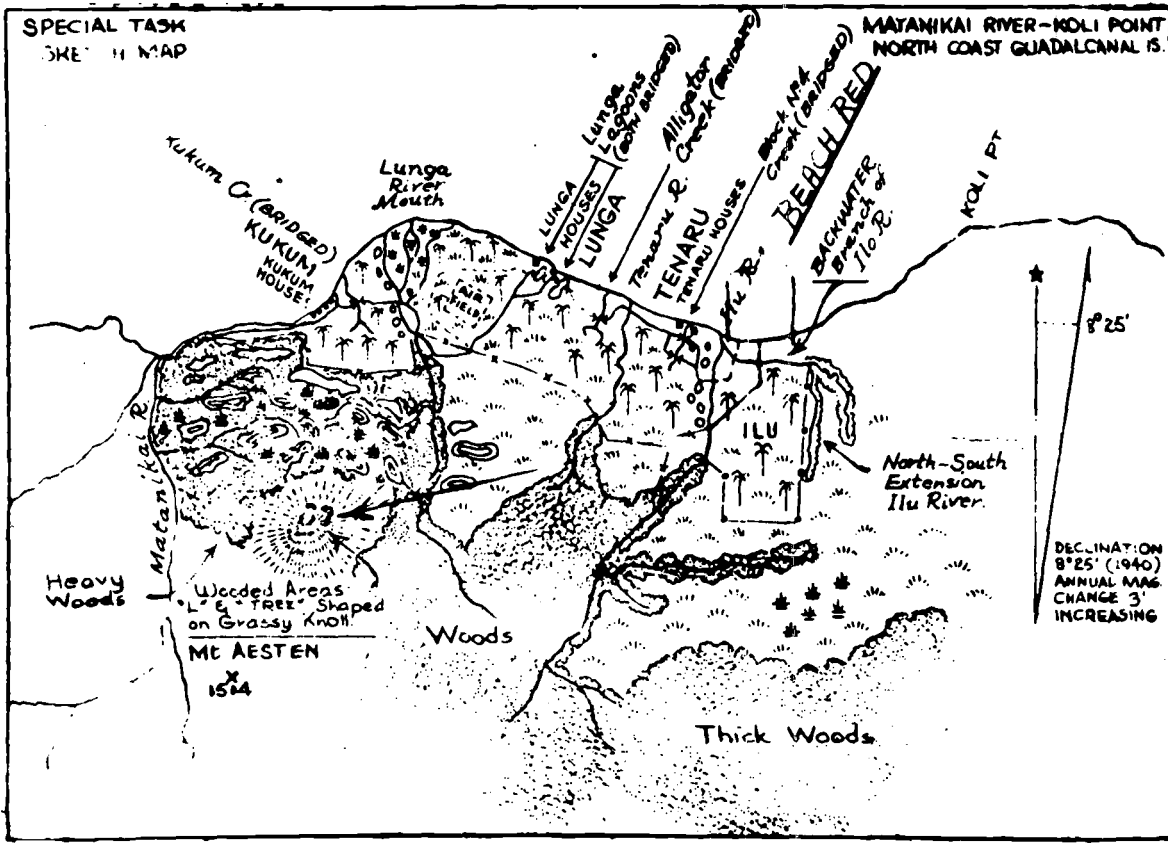 SPECIAL TASK
SKETCH MAP
MATANIKAI RIVER-KOLI POINT
NORTH COAST GUADALCANAL IS.
Kukum Cr. (BRIDGED)
KUKUM
KUKUM
HOUSE
Lunga
River
Mouth
LUNGA
HOUSES
LUNGA
Lunga
Lagoons
(BOTH BRIDGED)
Alligator
Creek (BRIDGED)
Tenaru R.
TENARU
TENARU HOUSES
Block Nº4
Creek (BRIDGED)
Ilu R.
BEACH RED
BACKWATER
Branch of
Ilo R.
KOLI PT
AIR
FIELD
8°25'
ILU
North-South
Extension
Ilu River
Matanikai R
Heavy
Woods
Wooded Areas
"L" & "TREE" Shaped
on Grassy Knoll
MT AESTEN
X
1514
Woods
Thick Woods
DECLINATION
8°25' (1940)
ANNUAL MAG.
CHANGE 3'
INCREASING